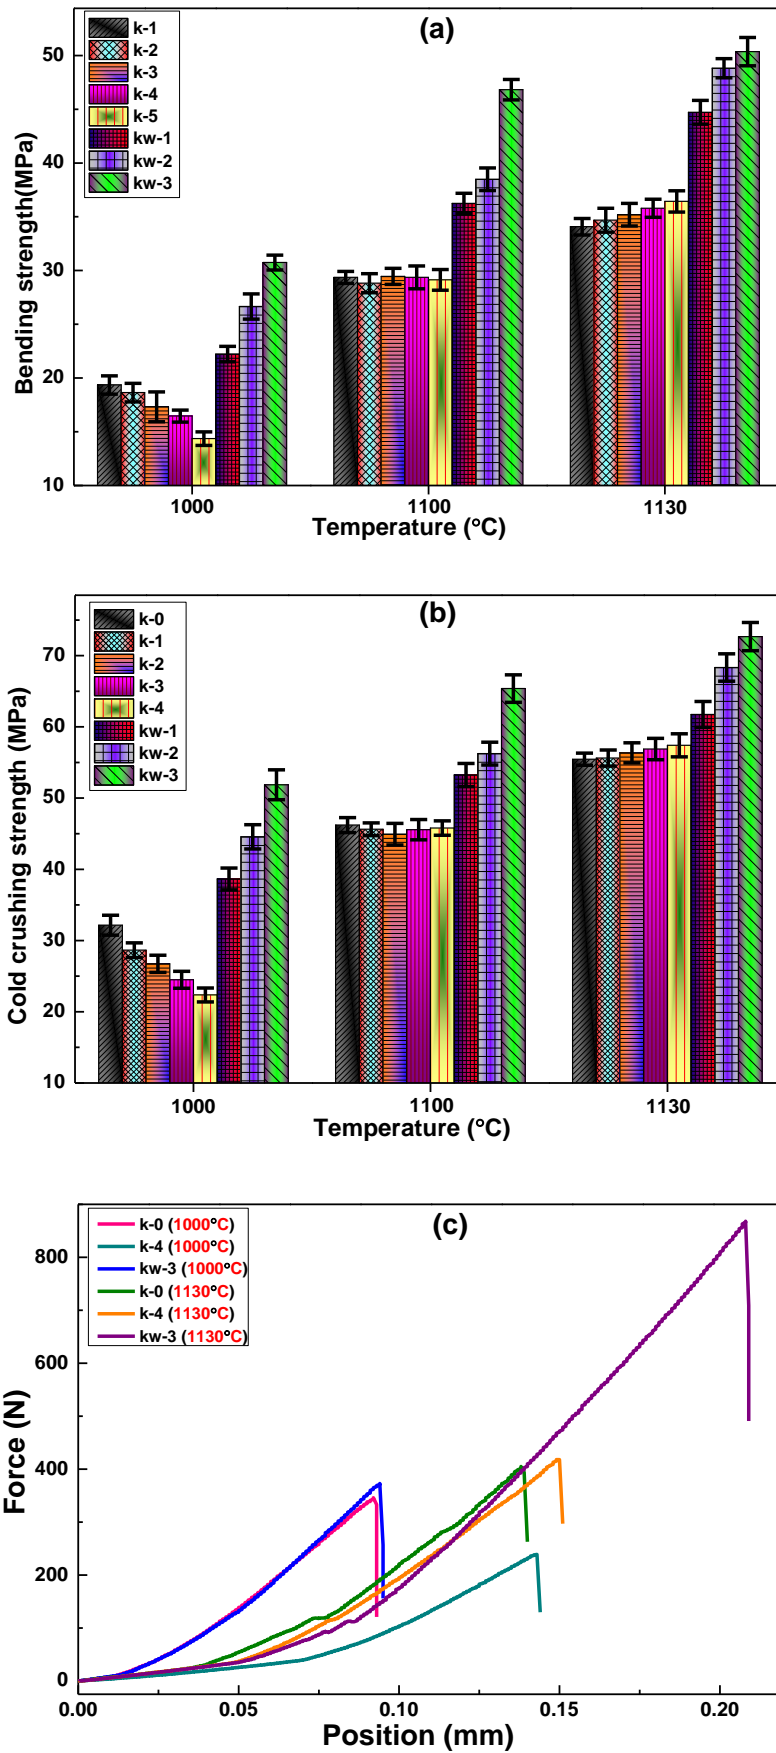 (a)
k-1
k-2
k-3
k-4
k-5
kw-1
kw-2
kw-3
50
40
30
20
10
Bending strength(MPa)
1000
1100
1130
Temperature (°C)
(b)
k-0
k-1
k-2
k-3
k-4
kw-1
kw-2
kw-3
70
60
50
40
30
20
10
Cold crushing strength (MPa)
1000
1100
1130
Temperature (°C)
(c)
k-0 (1000°C)
k-4 (1000°C)
kw-3 (1000°C)
k-0 (1130°C)
k-4 (1130°C)
kw-3 (1130°C)
800
600
400
200
0
Force (N)
0.00
0.05
0.10
0.15
0.20
Position (mm)